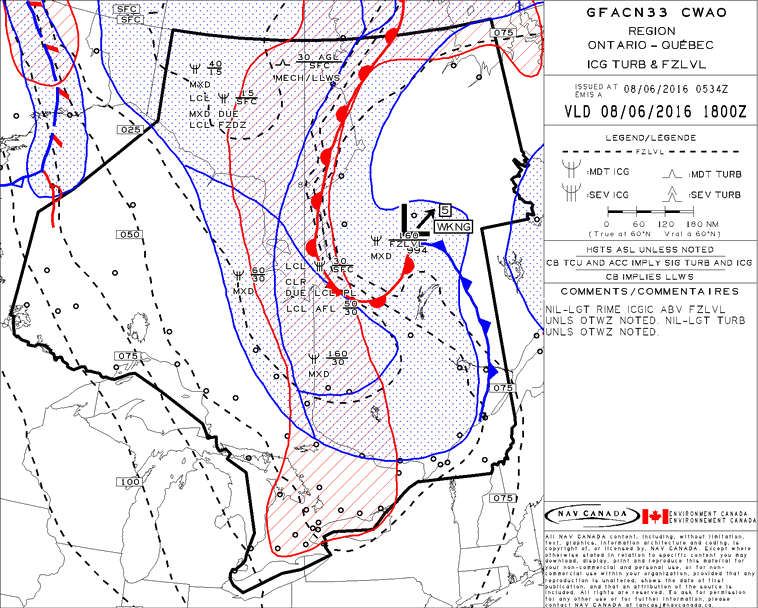 GFACN33 CWAO
REGION
ONTARIO - QUÉBEC
ICG TURB & FZLVL
ISSUED AT 08/06/2016 0534Z
ÉMIS A
VLD 08/06/2016 1800Z
LEGEND/LÉGENDE
FZLVL
:MDT ICG
:MDT TURB
:SEV ICG
:SEV TURB
0 60 120 180 NM
(True at 60°N Vrai à 60°N)
HGTS ASL UNLESS NOTED
CB TCU AND ACC IMPLY SIG TURB AND ICG
CB IMPLIES LLWS
COMMENTS/COMMENTAIRES
NIL-LGT RIME ICGIC ABV FZLVL
UNLS OTWZ NOTED. NIL-LGT TURB
UNLS OTWZ NOTED.
NAV CANADA
ENVIRONMENT CANADA
ENVIRONNEMENT CANADA
All NAV CANADA content, including, without limitation,
text, graphics, information architecture and coding, is
copyright of, or licensed by, NAV CANADA. Except where
otherwise stated in relation to specific content you may
download, display, print and reproduce this material for
your non-commercial and personal use, or for non-
commercial use within your organization, provided that any
reproduction is unaltered, shows the date of first
publication, and that an attribution of the source is
included. All rights are reserved. To ask for permission
for any other use or for further information, please
contact NAV CANADA at
SFC
SFC
075
40
15
MXD
LCL 15
SFC
MXD DUE
LCL FZDZ
30 AGL
SFC
MECH/LLWS
025
050
5
WKNG
160
FZLVL
994
MXD
60
30
MXD
LCL 30
SFC
CLR
DUE LCL PL
50
30
LCL AFL
160
30
MXD
075
075
100
075